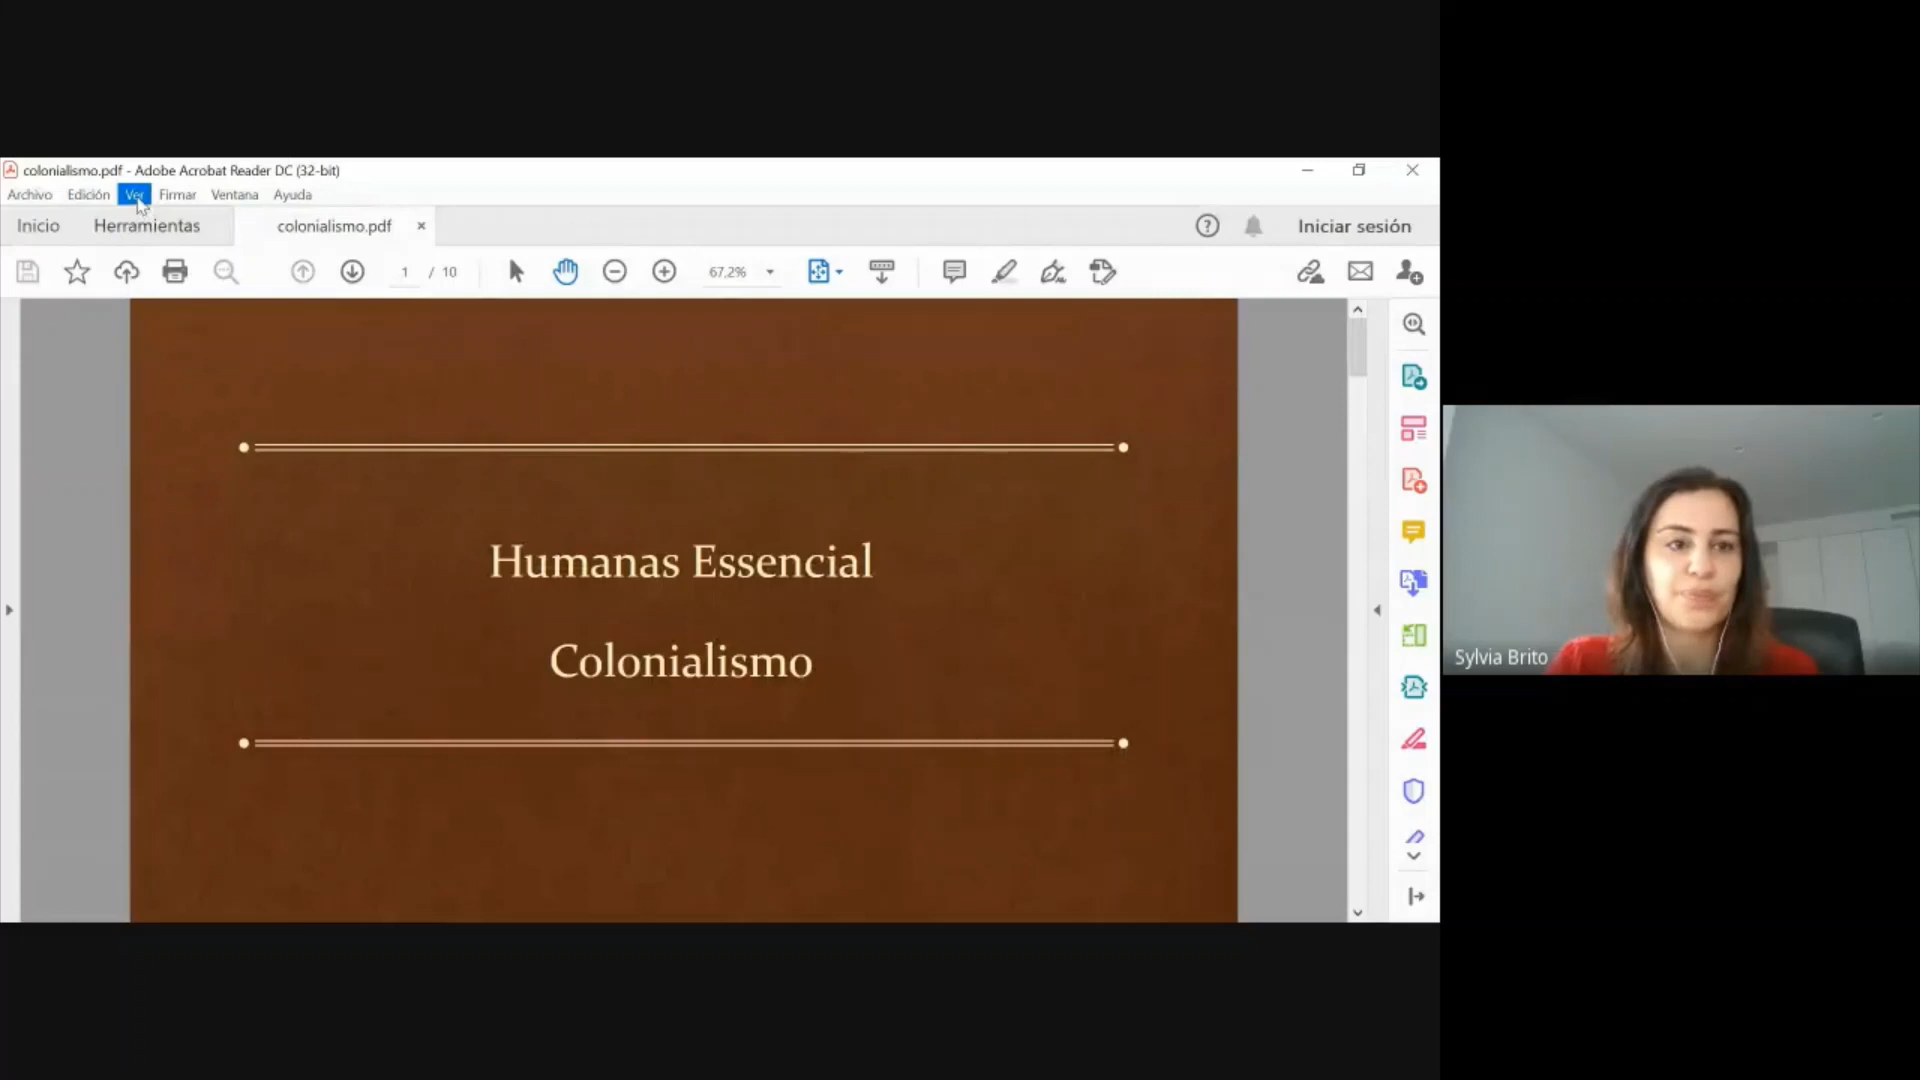 colonialismo.pdf - Adobe Acrobat Reader DC (32-bit)
Archivo Edición Ver Firmar Ventana Ayuda
Inicio Herramientas colonialismo.pdf × Iniciar sesión
1 / 10 67,2%
Humanas Essencial
Colonialismo
Sylvia Brito